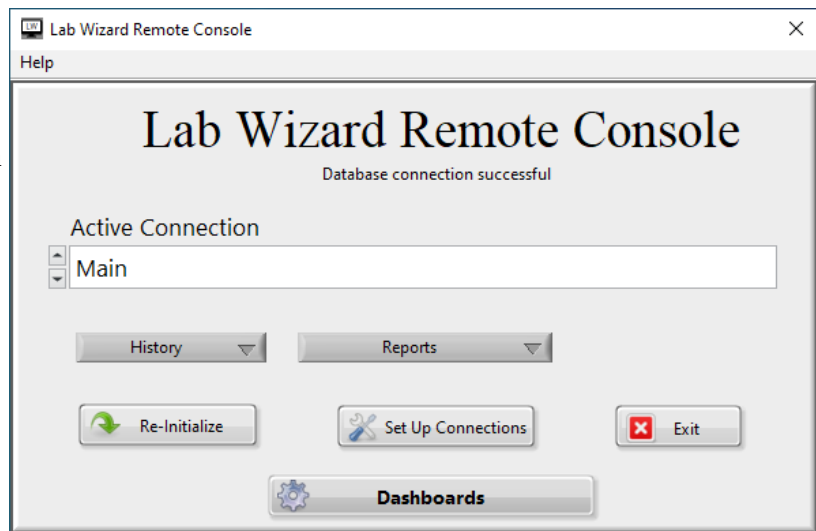 LW Lab Wizard Remote Console
Help
Lab Wizard Remote Console
Database connection successful
Active Connection
Main
History Reports
Re-Initialize Set Up Connections Exit
Dashboards